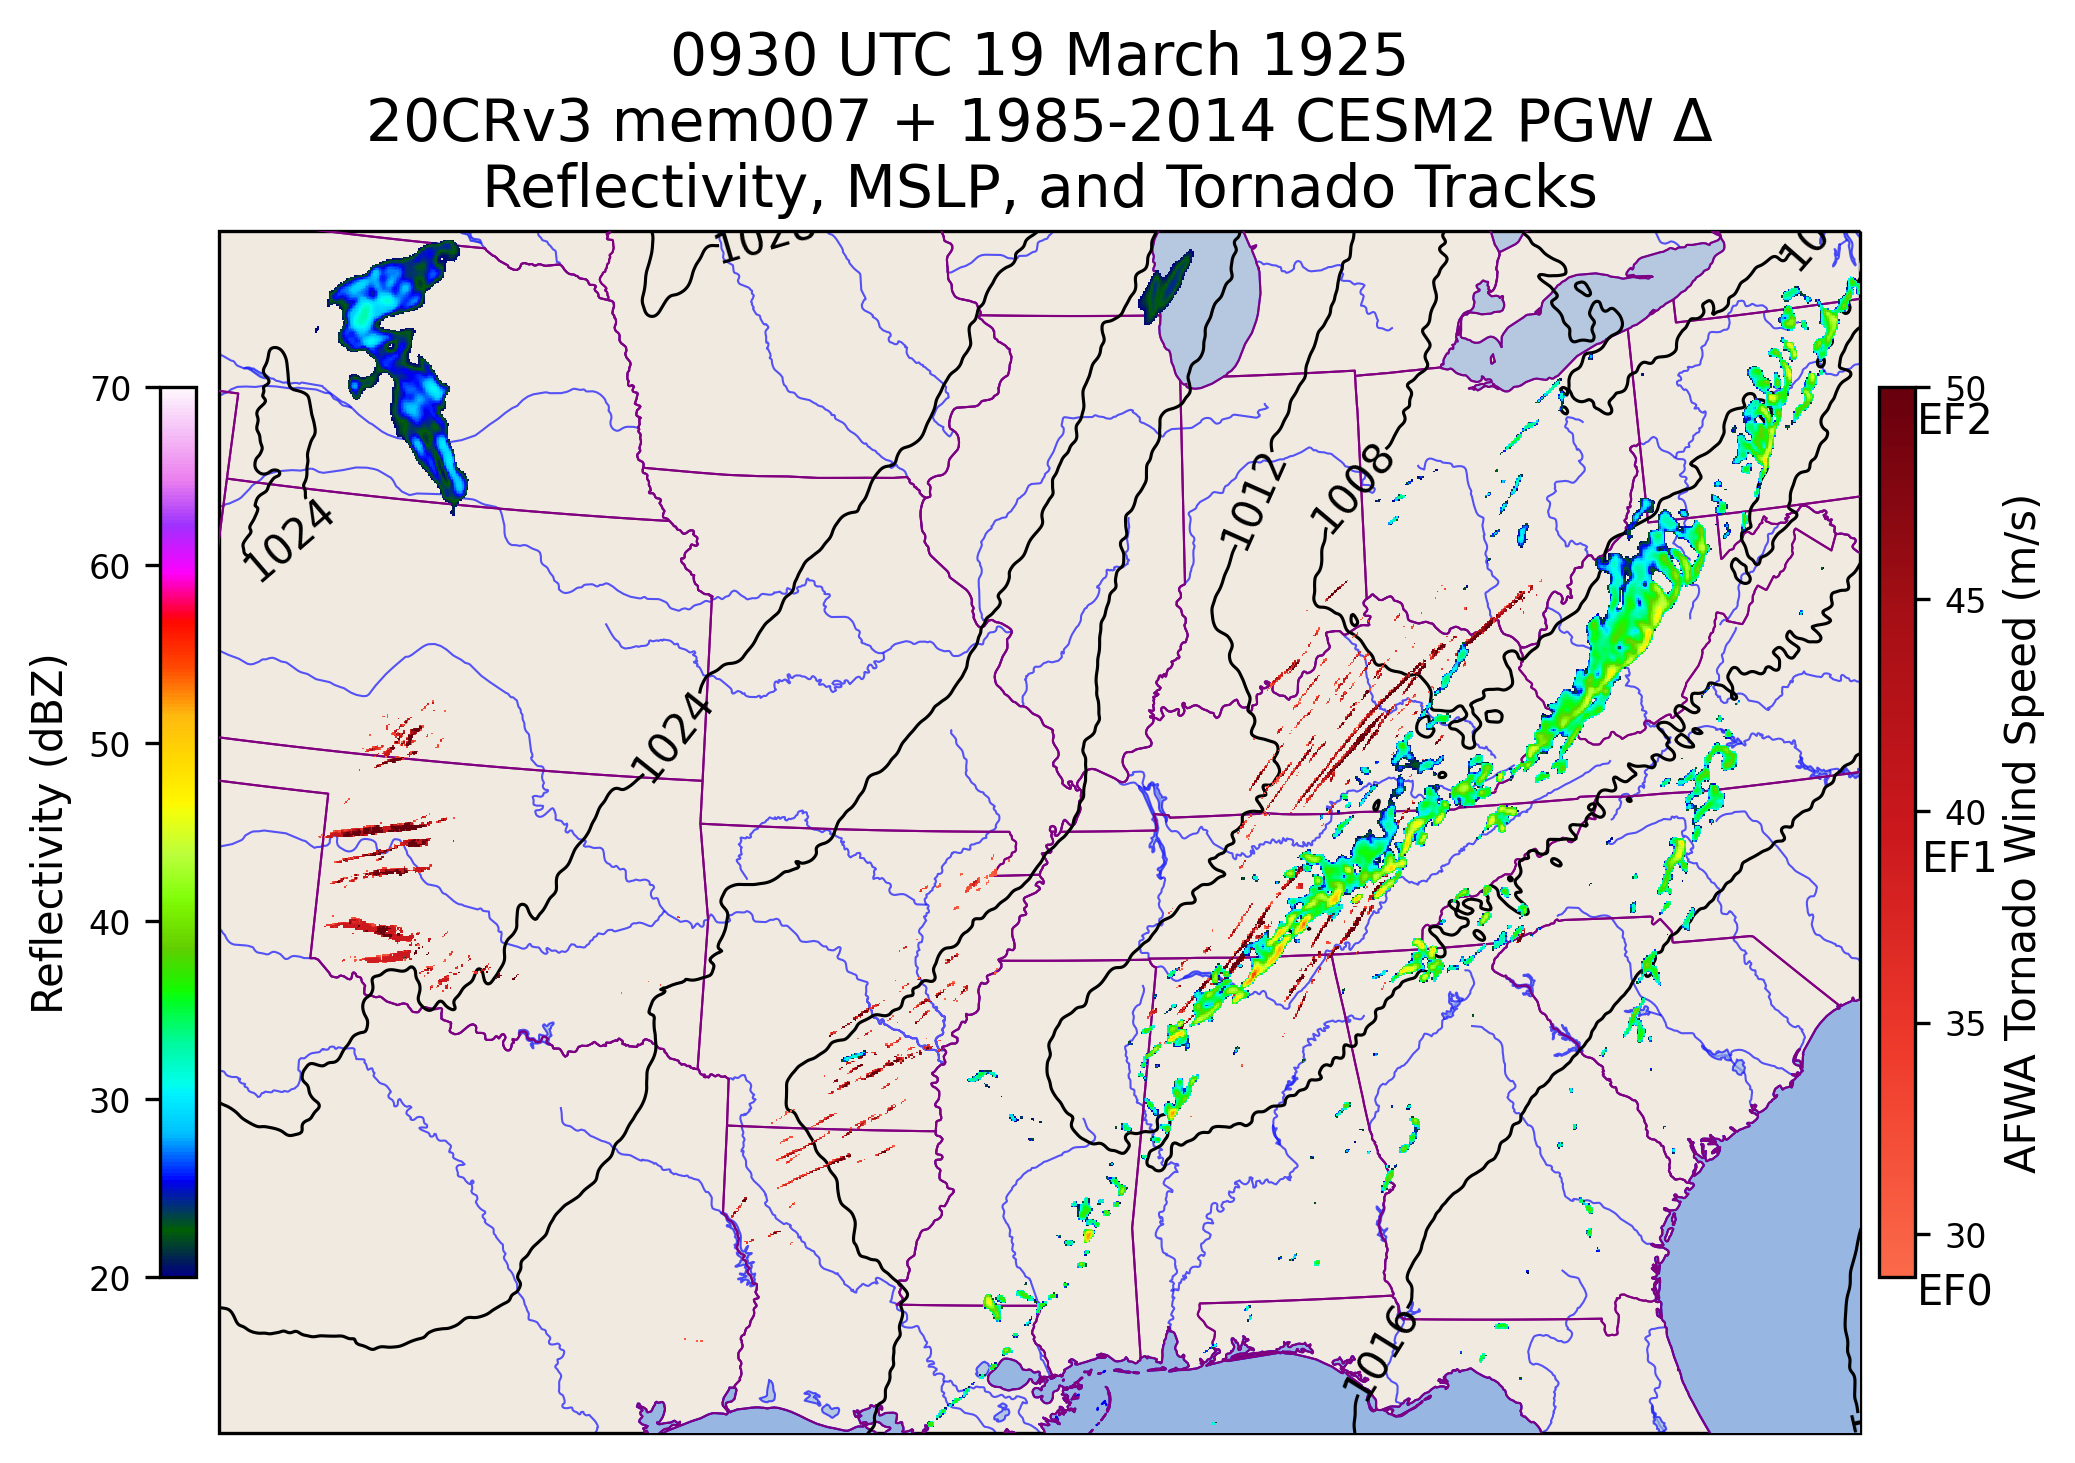 0930 UTC 19 March 1925
20CRv3 mem007 + 1985-2014 CESM2 PGW Δ
Reflectivity, MSLP, and Tornado Tracks
70
60
50
40
30
20
Reflectivity (dBZ)
1024
1024
1012
1008
1016
50
EF2
45
40
EF1
35
30
EF0
AFWA Tornado Wind Speed (m/s)